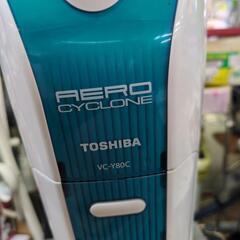 AERO
CYCLONE
TOSHIBA
VC-Y80C